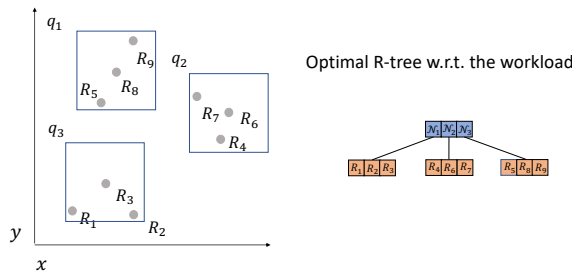 q₁
R₉
R₈
R₅
q₂
R₇
R₆
R₄
q₃
R₃
R₁
R₂
y
x
Optimal R-tree w.r.t. the workload
𝒩₁ 𝒩₂ 𝒩₃
R₁ R₂ R₃
R₄ R₆ R₇
R₅ R₈ R₉